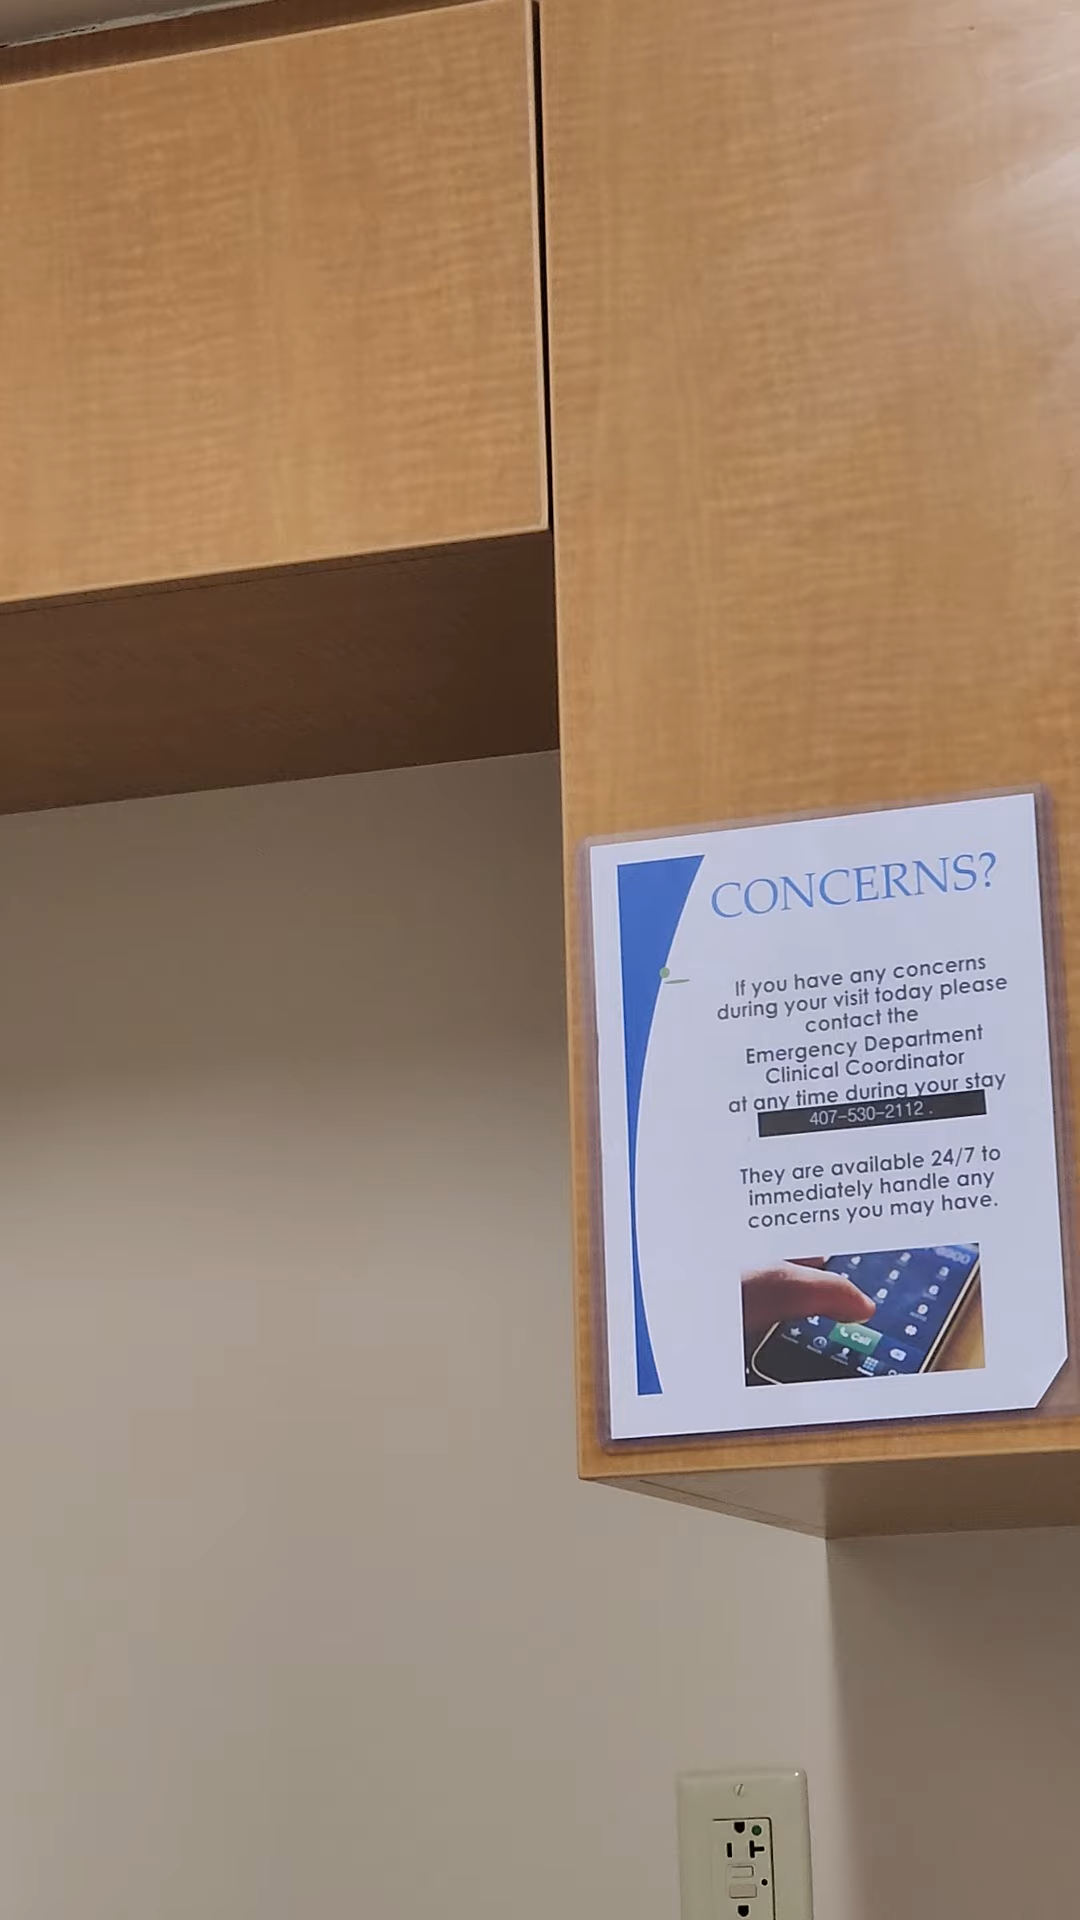 CONCERNS?
If you have any concerns
during your visit today please
contact the
Emergency Department
Clinical Coordinator
at any time during your stay
407-530-2112 .
They are available 24/7 to
immediately handle any
concerns you may have.
Call